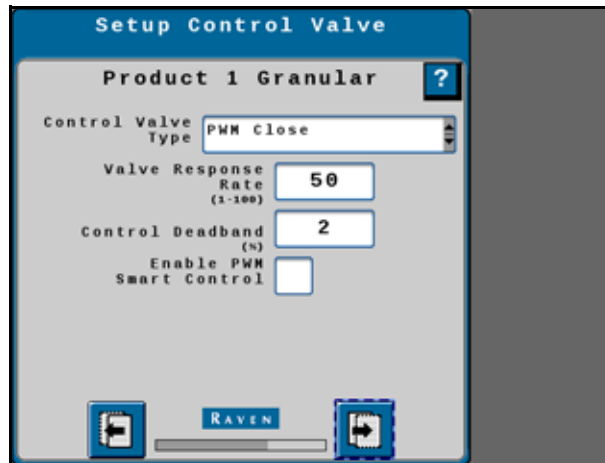 Setup Control Valve
Product 1 Granular
?
Control Valve
Type
PWM Close
Valve Response
Rate
(1-100)
50
Control Deadband
(%)
2
Enable PWM
Smart Control
RAVEN